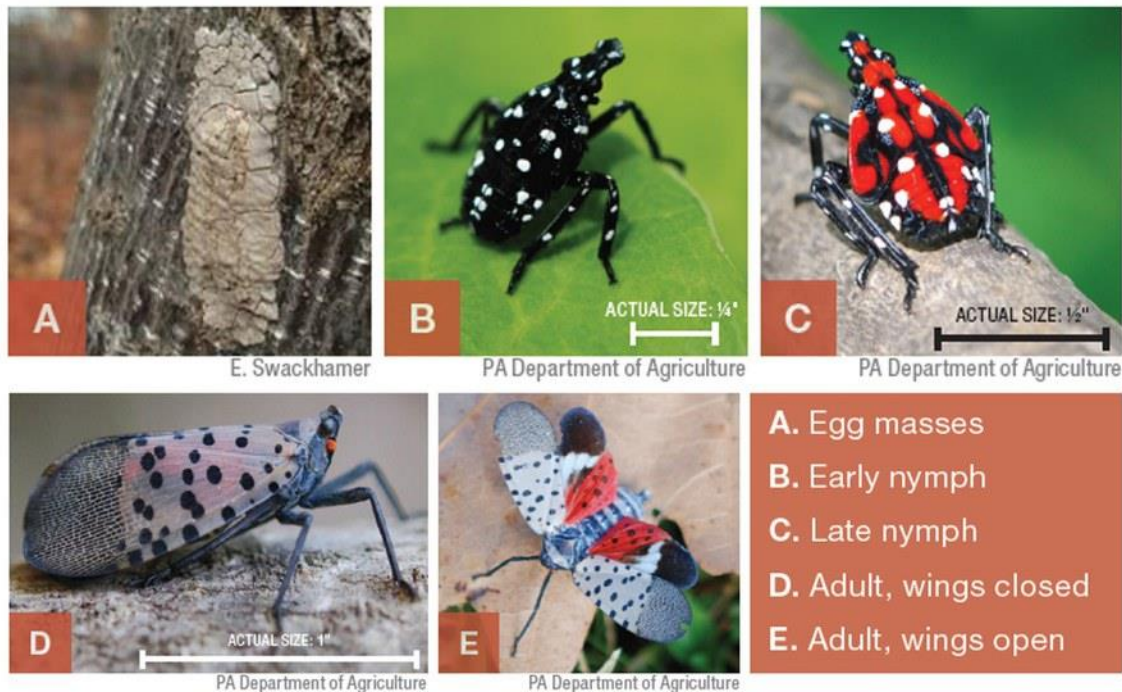 A
E. Swackhamer
B
ACTUAL SIZE: ¼"
PA Department of Agriculture
C
ACTUAL SIZE: ½"
PA Department of Agriculture
D
ACTUAL SIZE: 1"
PA Department of Agriculture
E
PA Department of Agriculture
A. Egg masses
B. Early nymph
C. Late nymph
D. Adult, wings closed
E. Adult, wings open